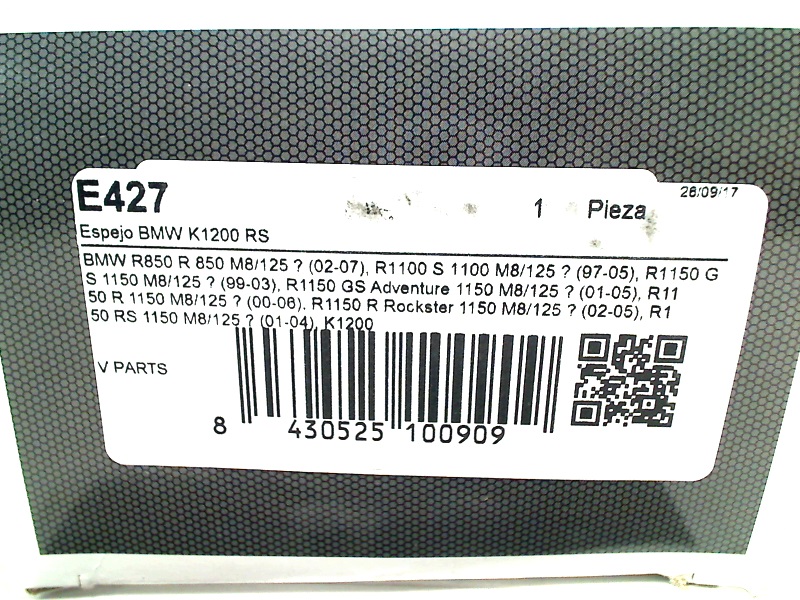 E427
1 Pieza
26/09/17
Espejo BMW K1200 RS
BMW R850 R 850 M8/125 ? (02-07), R1100 S 1100 M8/125 ? (97-05), R1150 G
S 1150 M8/125 ? (99-03), R1150 GS Adventure 1150 M8/125 ? (01-05), R11
50 R 1150 M8/125 ? (00-06), R1150 R Rockster 1150 M8/125 ? (02-05), R1
50 RS 1150 M8/125 ? (01-04), K1200
V PARTS
8 430525 100909